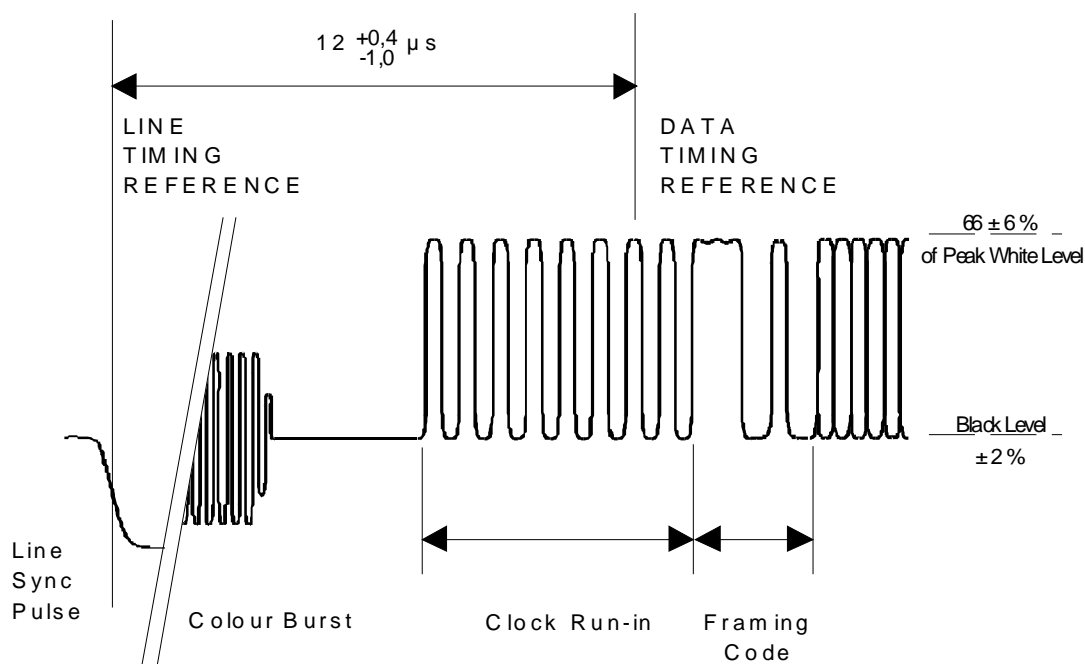 12 +0,4 -1,0 µs
LINE
TIMING
REFERENCE
DATA
TIMING
REFERENCE
66 ± 6 %
of Peak White Level
Black Level
± 2 %
Line
Sync
Pulse
Colour Burst
Clock Run-in
Framing
Code